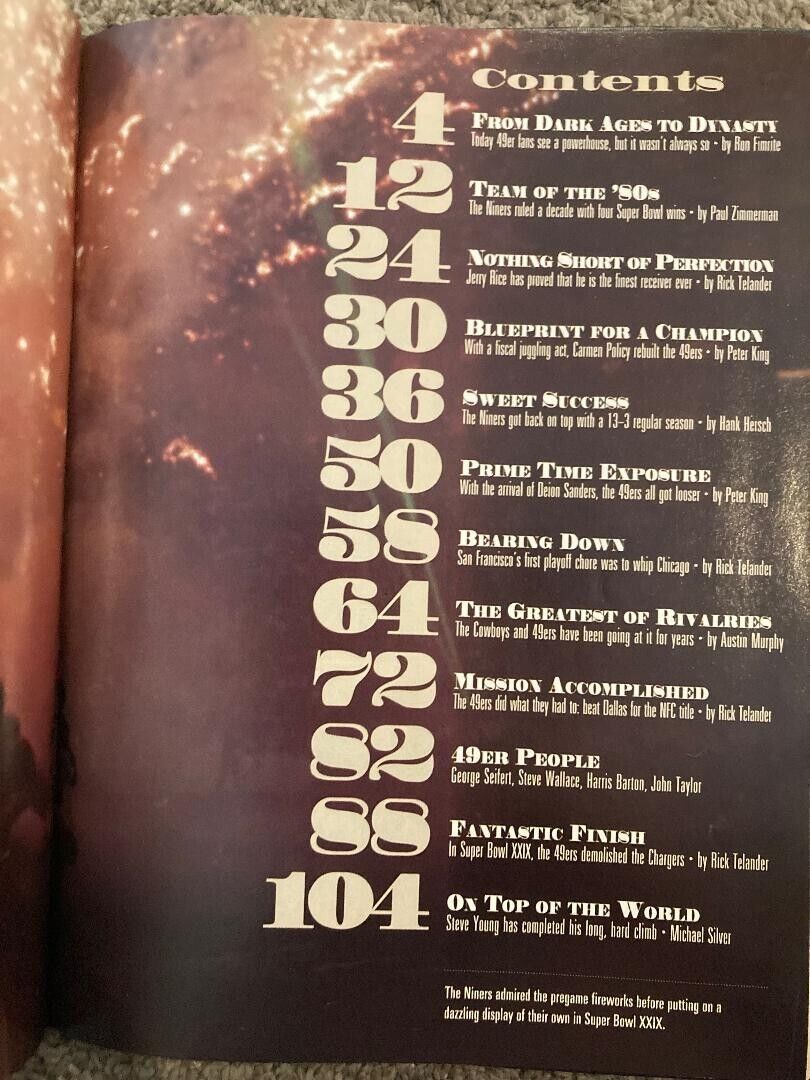 Contents
4
FROM DARK AGES TO DYNASTY
Today 49er fans see a powerhouse, but it wasn't always so • by Ron Fimrite
12
TEAM OF THE '80s
The Niners ruled a decade with four Super Bowl wins • by Paul Zimmerman
24
NOTHING SHORT OF PERFECTION
Jerry Rice has proved that he is the finest receiver ever • by Rick Telander
30
BLUEPRINT FOR A CHAMPION
With a fiscal juggling act, Carmen Policy rebuilt the 49ers • by Peter King
36
SWEET SUCCESS
The Niners got back on top with a 13–3 regular season • by Hank Hersch
50
PRIME TIME EXPOSURE
With the arrival of Deion Sanders, the 49ers all got looser • by Peter King
58
BEARING DOWN
San Francisco's first playoff chore was to whip Chicago • by Rick Telander
64
THE GREATEST OF RIVALRIES
The Cowboys and 49ers have been going at it for years • by Austin Murphy
72
MISSION ACCOMPLISHED
The 49ers did what they had to: beat Dallas for the NFC title • by Rick Telander
82
49ER PEOPLE
George Seifert, Steve Wallace, Harris Barton, John Taylor
88
FANTASTIC FINISH
In Super Bowl XXIX, the 49ers demolished the Chargers • by Rick Telander
104
ON TOP OF THE WORLD
Steve Young has completed his long, hard climb • Michael Silver
The Niners admired the pregame fireworks before putting on a
dazzling display of their own in Super Bowl XXIX.